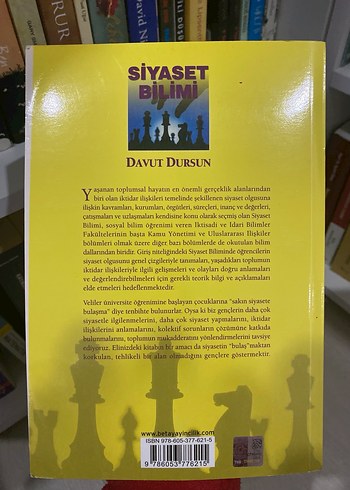 URUR
David N
SİYASET
BİLİMİ
DAVUT DURSUN
Yaşanan toplumsal hayatın en önemli gerçeklik alanlarından
biri olan iktidar ilişkileri temelinde şekillenen siyaset olgusuna
ilişkin kavramları, kurumları, örgütleri, süreçleri, inanç ve değerleri,
çatışmaları ve uzlaşmaları kendisine konu olarak seçmiş olan Siyaset
Bilimi, sosyal bilim öğrenimi veren İktisadi ve İdari Bilimler
Fakültelerinin başta Kamu Yönetimi ve Uluslararası İlişkiler
bölümleri olmak üzere diğer bazı bölümlerde de okutulan bilim
dallarından biridir. Giriş niteliğindeki Siyaset Biliminde öğrencilerin
siyaset olgusunu genel çizgileriyle tanımaları, yaşadıkları toplumun
iktidar ilişkileriyle ilgili gelişmeleri ve olayları doğru anlamaları
ve değerlendirebilmeleri için gerekli teorik bilgi ve açıklamaları
elde etmeleri hedeflenmektedir.
Veliler üniversite öğrenimine başlayan çocuklarına "sakın siyasete
bulaşma" diye tenbihte bulunurlar. Oysa ki biz gençlerin daha çok
siyasetle ilgilenmelerini, daha çok siyaset yapmalarını, iktidar
ilişkilerini anlamalarını, kolektif sorunların çözümüne katkıda
bulunmalarını, toplumun mukadderatını yönlendirmelerini tavsiye
ediyoruz. Elinizdeki kitabın bir amacı da siyasetin "bulaş"maktan
korkulan, tehlikeli bir alan olmadığını gençlere göstermektir.
www.betayayincilik.com
ISBN 978-605-377-621-5
9 786053 776215